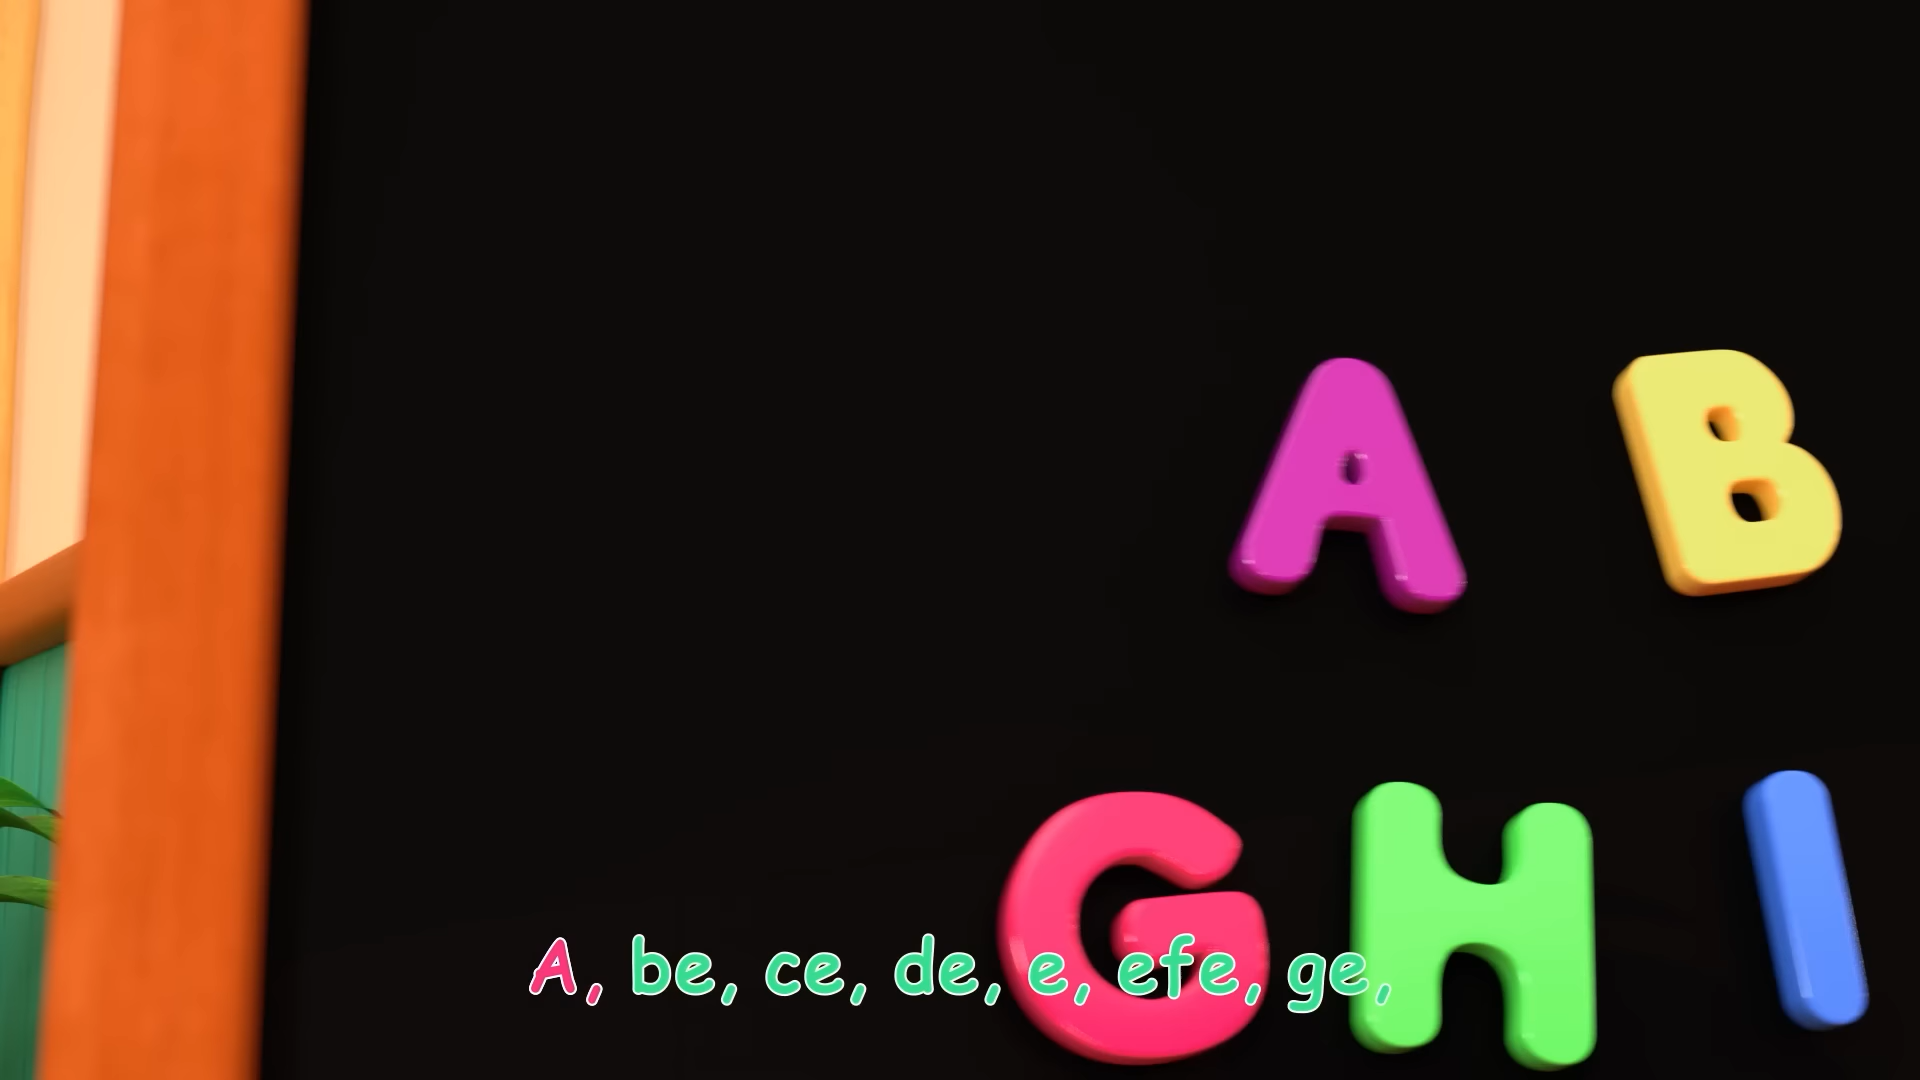 A B
G H I
A, be, ce, de, e, efe, ge,